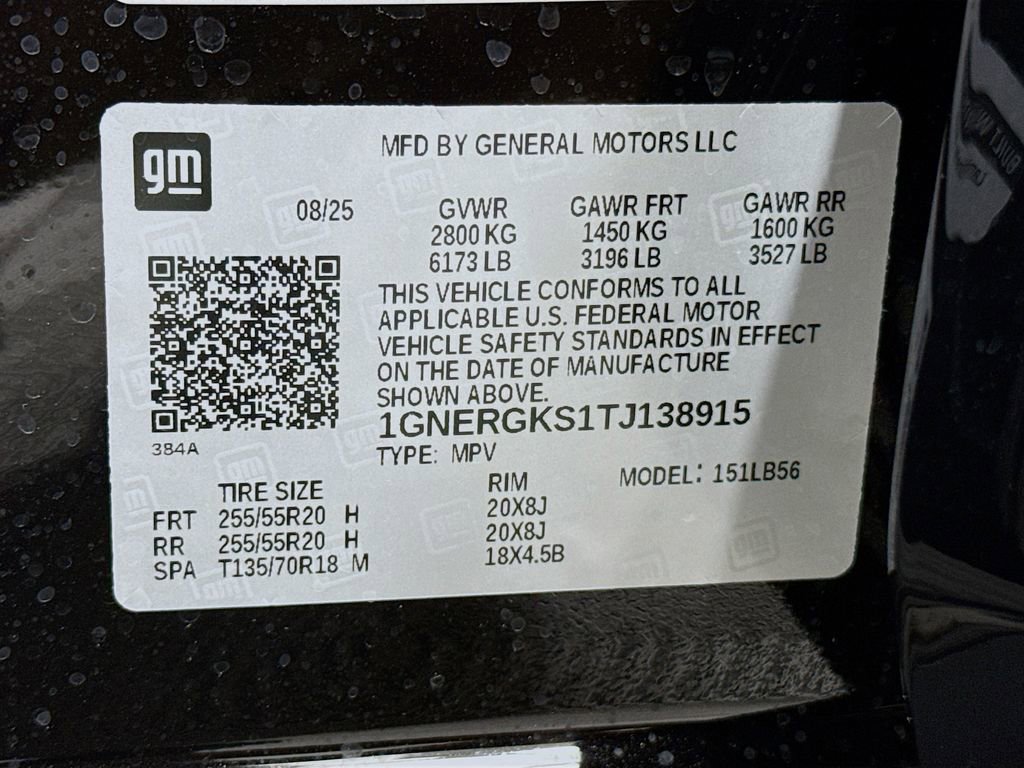 gm
MFD BY GENERAL MOTORS LLC
08/25
GVWR GAWR FRT GAWR RR
2800 KG 1450 KG 1600 KG
6173 LB 3196 LB 3527 LB
THIS VEHICLE CONFORMS TO ALL
APPLICABLE U.S. FEDERAL MOTOR
VEHICLE SAFETY STANDARDS IN EFFECT
ON THE DATE OF MANUFACTURE
SHOWN ABOVE.
1GNERGKS1TJ138915
384A
TYPE: MPV
MODEL: 151LB56
TIRE SIZE RIM
FRT 255/55R20 H 20X8J
RR 255/55R20 H 20X8J
SPA T135/70R18 M 18X4.5B